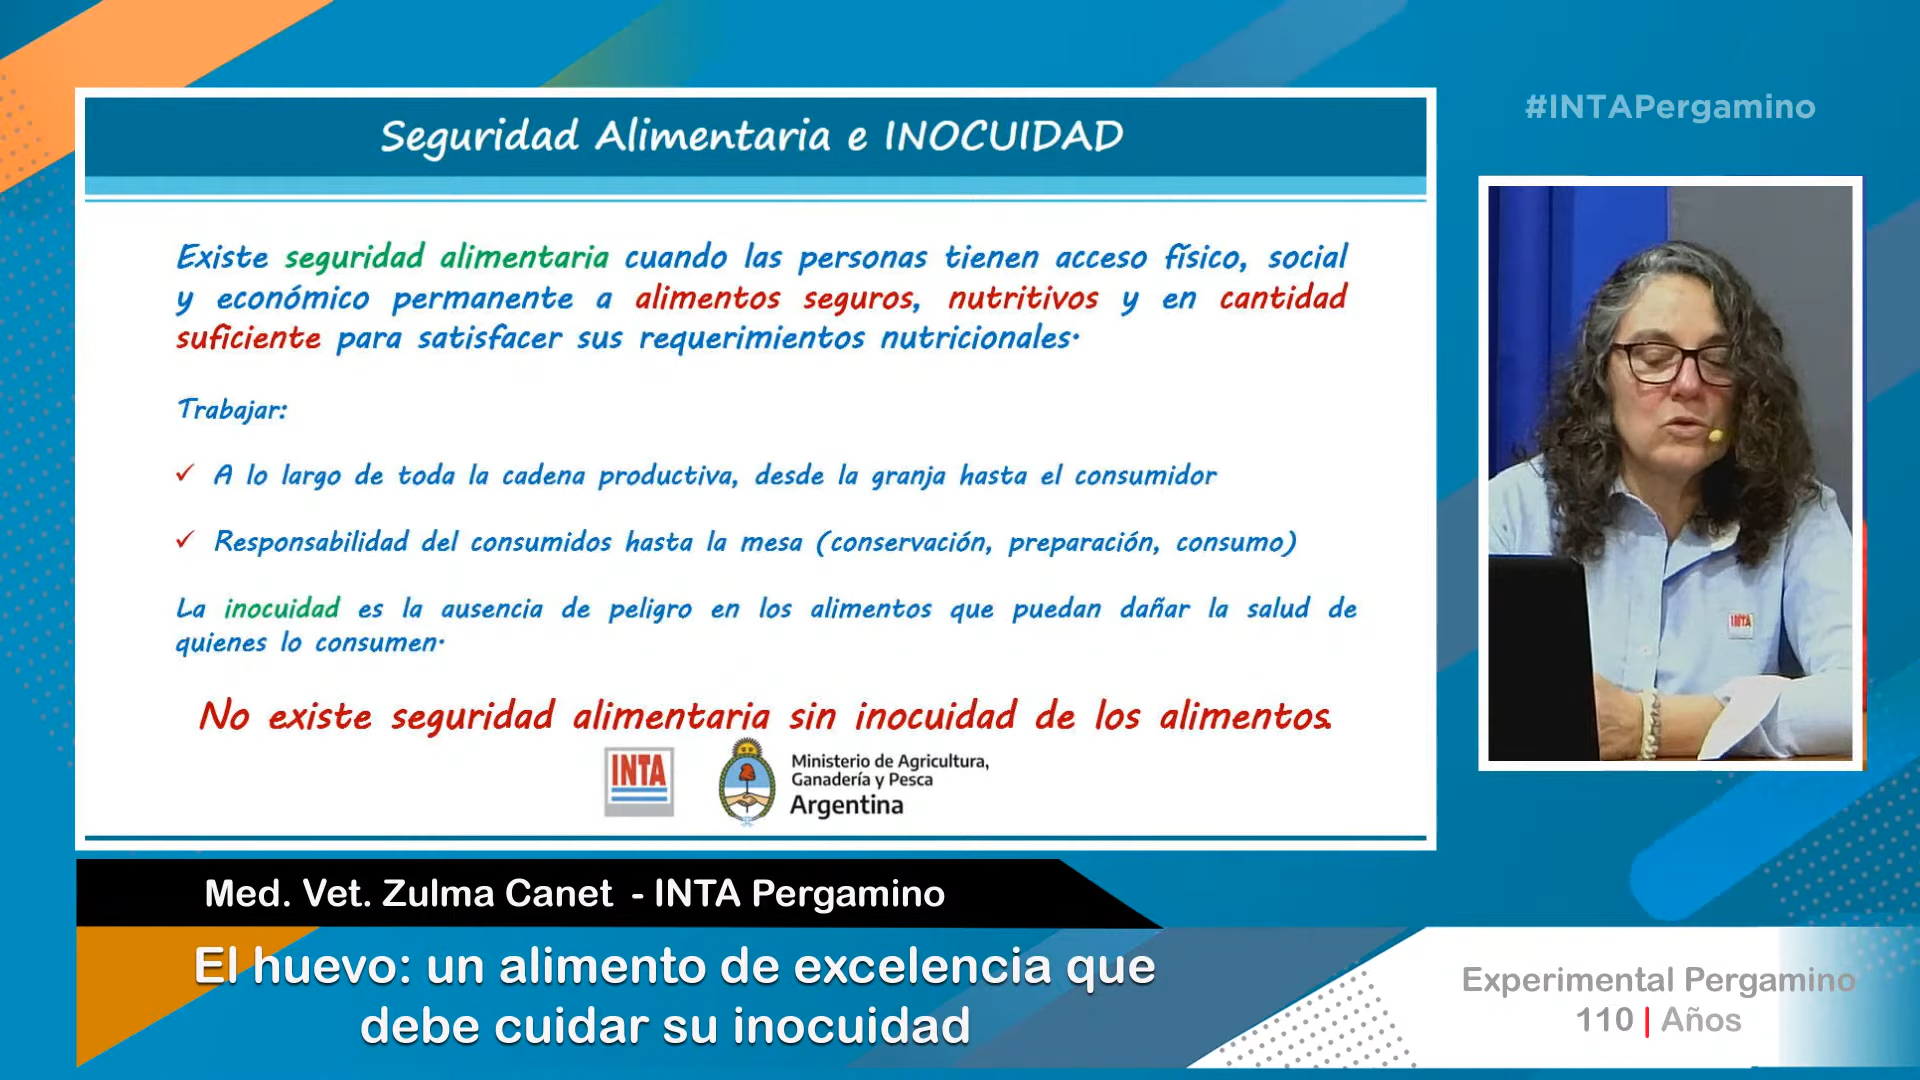 Seguridad Alimentaria e INOCUIDAD
#INTAPergamino
Existe seguridad alimentaria cuando las personas tienen acceso físico, social
y económico permanente a alimentos seguros, nutritivos y en cantidad
suficiente para satisfacer sus requerimientos nutricionales.
Trabajar:
✓ A lo largo de toda la cadena productiva, desde la granja hasta el consumidor
✓ Responsabilidad del consumidos hasta la mesa (conservación, preparación, consumo)
La inocuidad es la ausencia de peligro en los alimentos que puedan dañar la salud de
quienes lo consumen.
No existe seguridad alimentaria sin inocuidad de los alimentos.
INTA
Ministerio de Agricultura,
Ganadería y Pesca
Argentina
INTA
Med. Vet. Zulma Canet - INTA Pergamino
El huevo: un alimento de excelencia que
debe cuidar su inocuidad
Experimental Pergamino
110 | Años